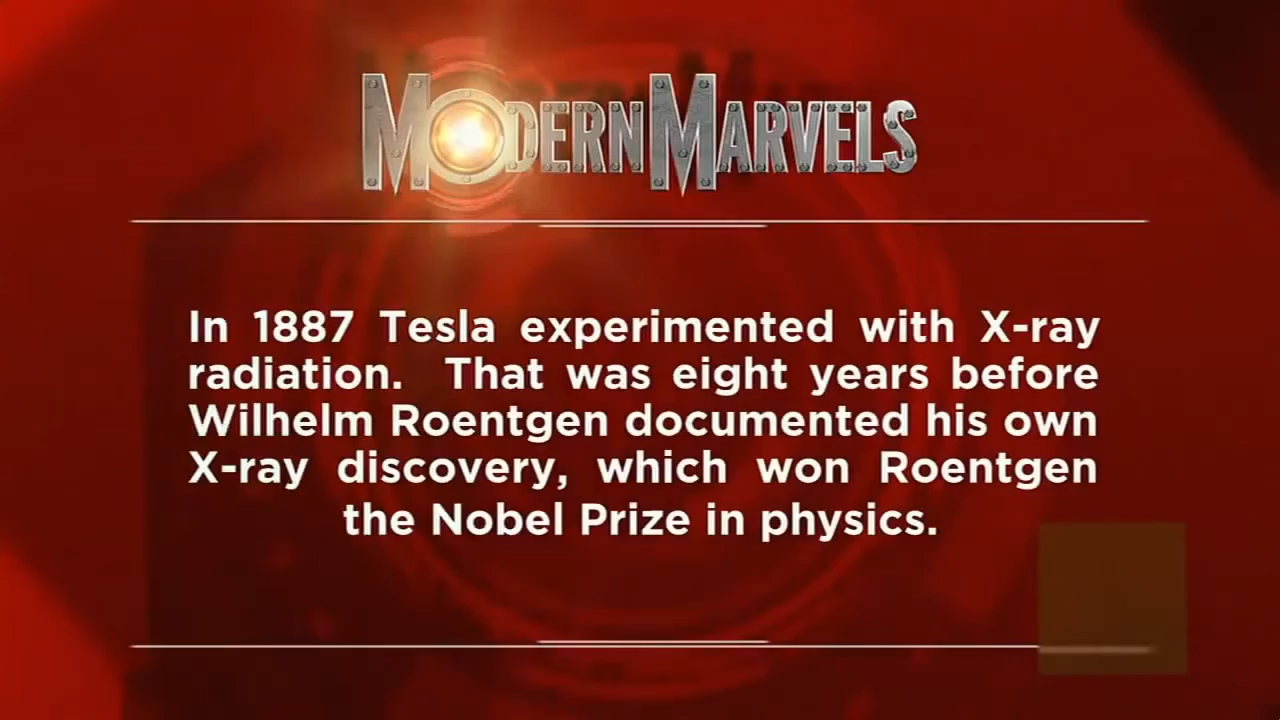 MODERN MARVELS
In 1887 Tesla experimented with X-ray
radiation. That was eight years before
Wilhelm Roentgen documented his own
X-ray discovery, which won Roentgen
the Nobel Prize in physics.